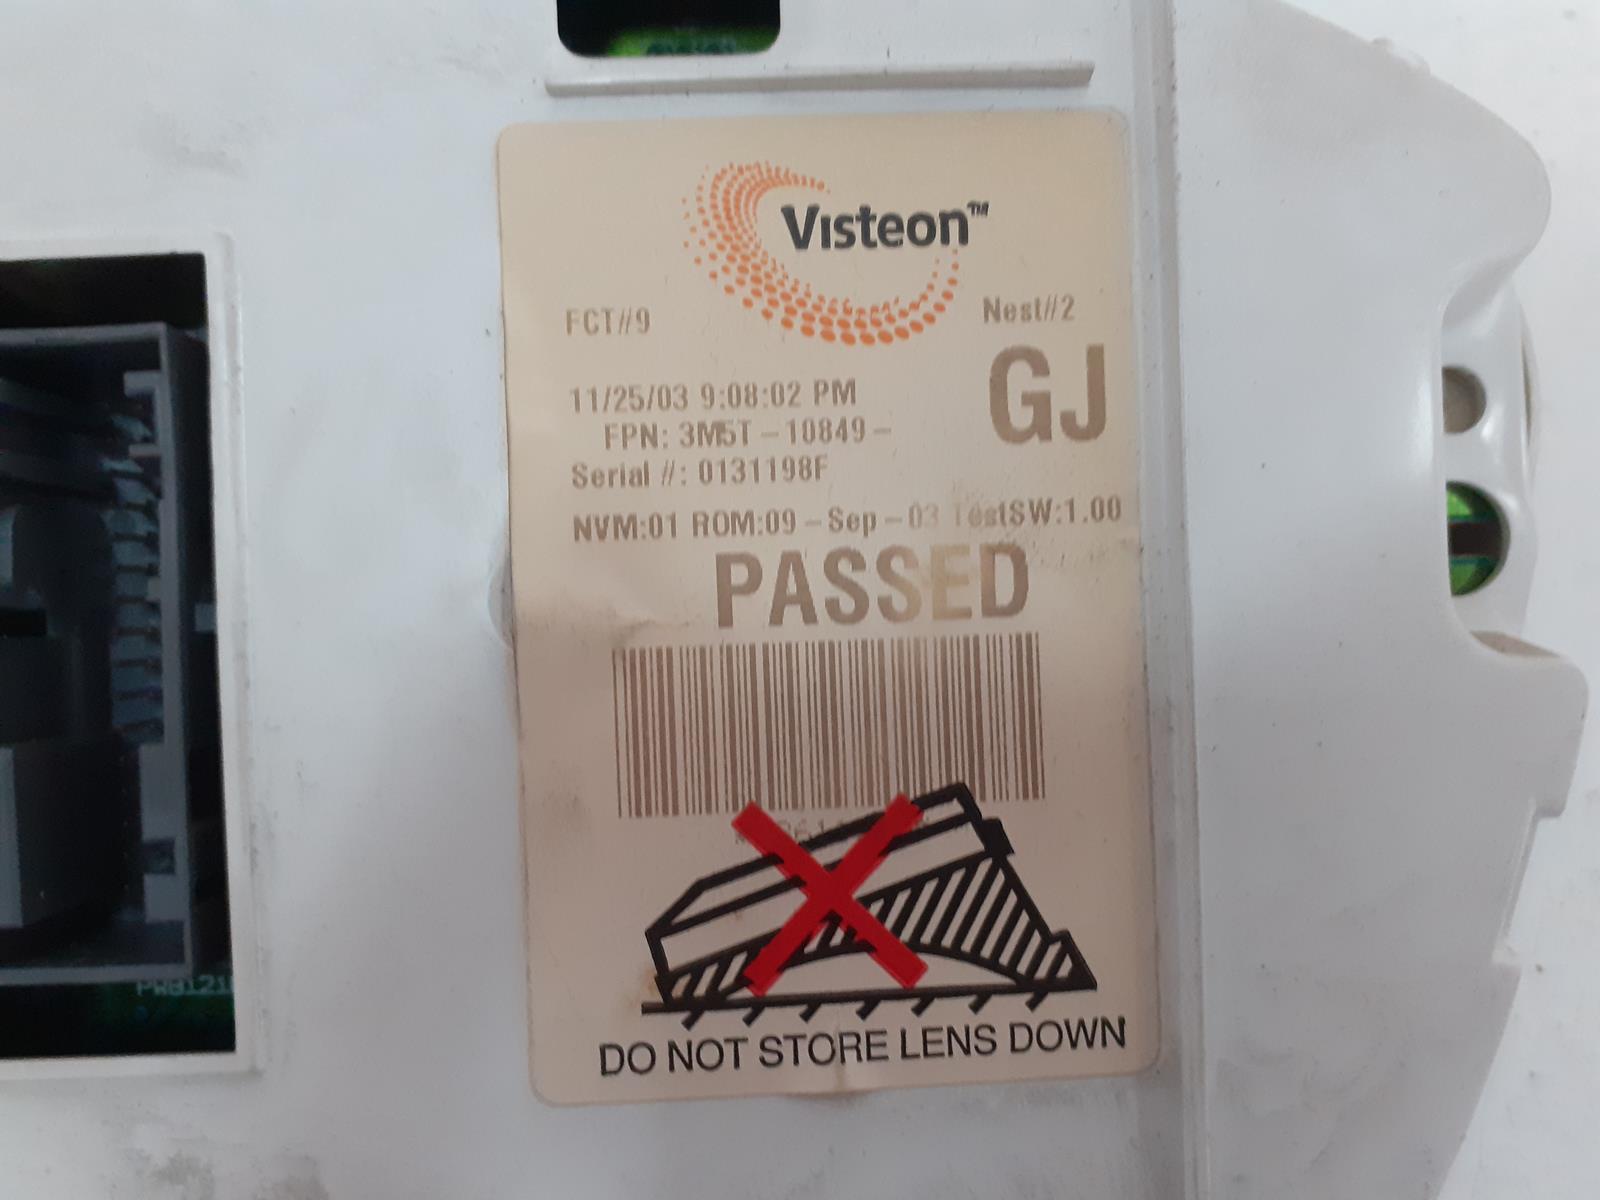 Visteon™
FCT#9 Nest#2
GJ
11/25/03 9:08:02 PM
FPN: 3M5T-10849-
Serial #: 0131198F
NVM:01 ROM:09-Sep-03 TestSW:1.00
PASSED
DO NOT STORE LENS DOWN